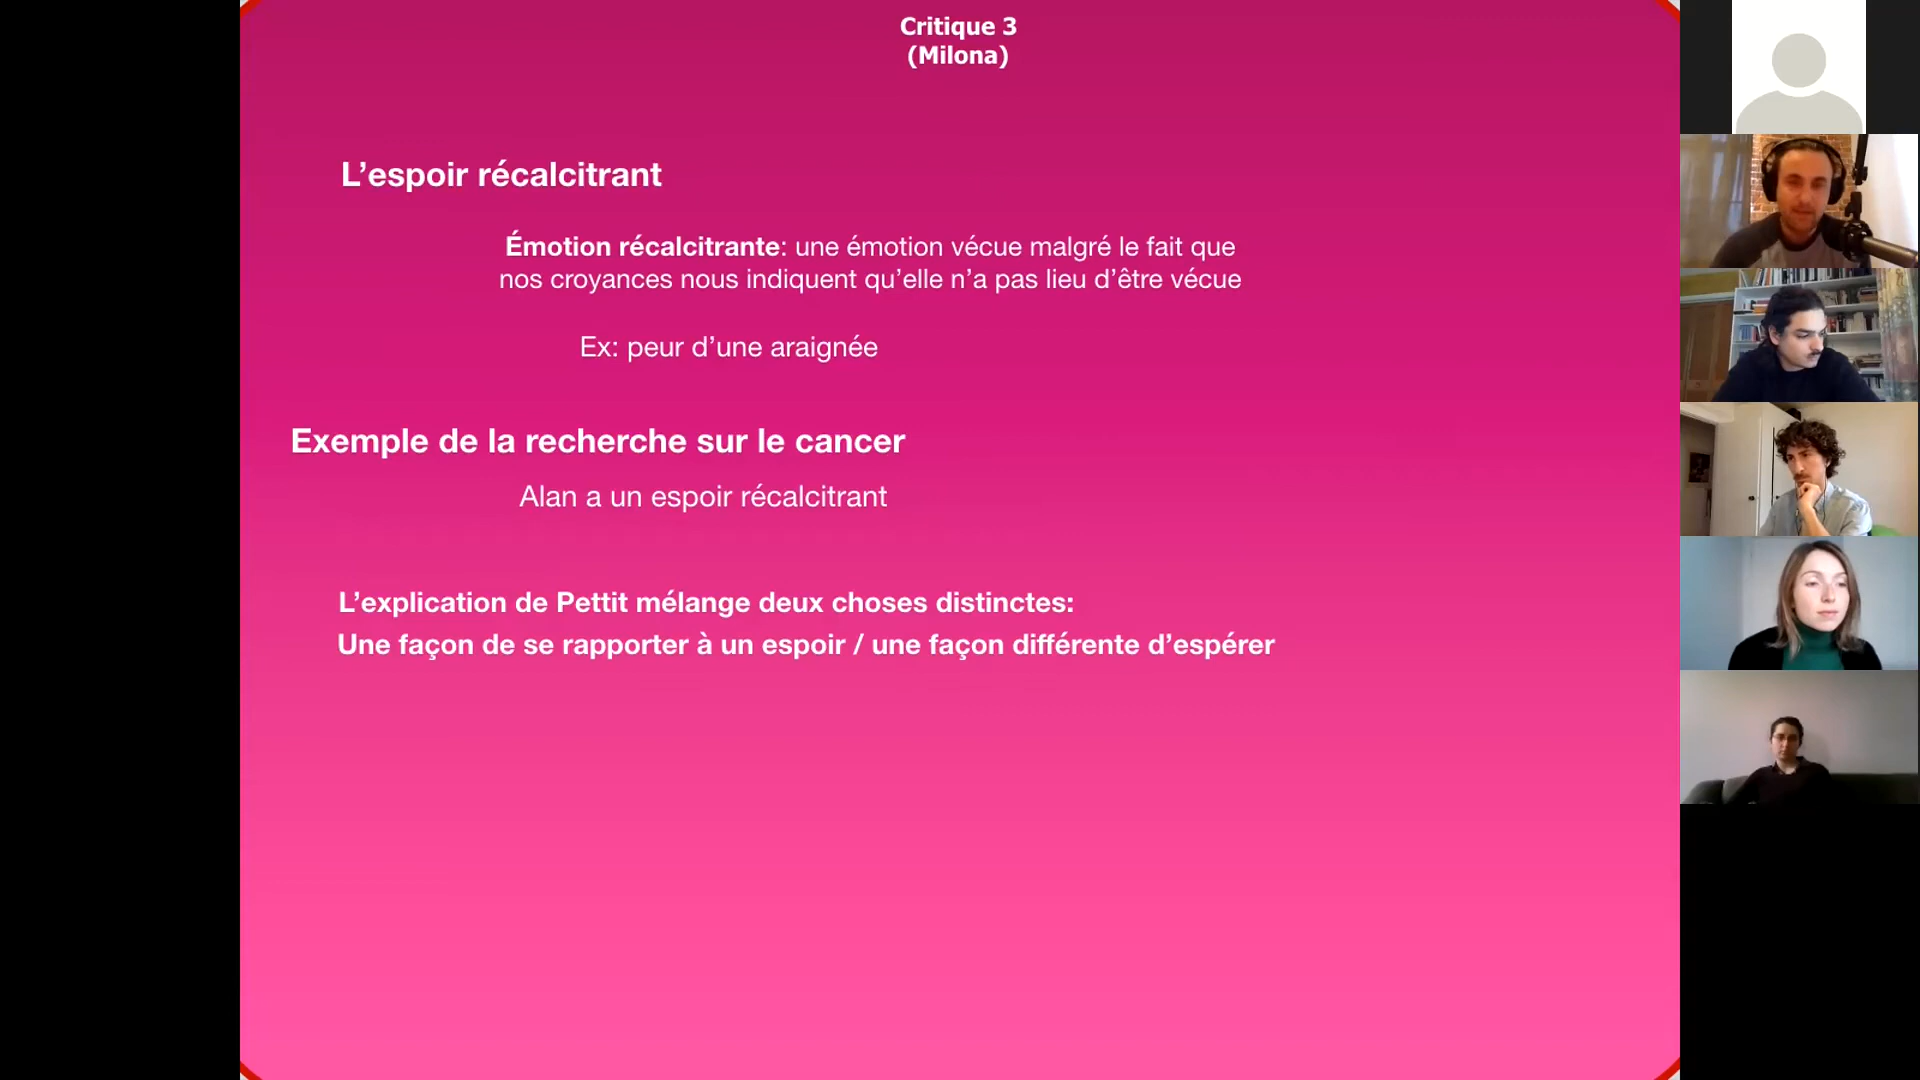 Critique 3
(Milona)
L’espoir récalcitrant
Émotion récalcitrante: une émotion vécue malgré le fait que
nos croyances nous indiquent qu’elle n’a pas lieu d’être vécue
Ex: peur d’une araignée
Exemple de la recherche sur le cancer
Alan a un espoir récalcitrant
L’explication de Pettit mélange deux choses distinctes:
Une façon de se rapporter à un espoir / une façon différente d’espérer